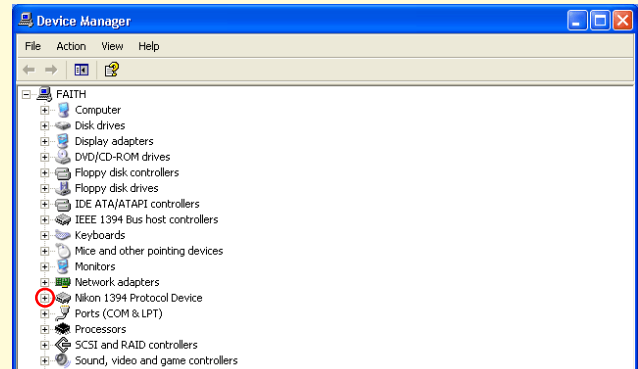 Device Manager
File Action View Help
FAITH
Computer
Disk drives
Display adapters
DVD/CD-ROM drives
Floppy disk controllers
Floppy disk drives
IDE ATA/ATAPI controllers
IEEE 1394 Bus host controllers
Keyboards
Mice and other pointing devices
Monitors
Network adapters
Nikon 1394 Protocol Device
Ports (COM & LPT)
Processors
SCSI and RAID controllers
Sound, video and game controllers